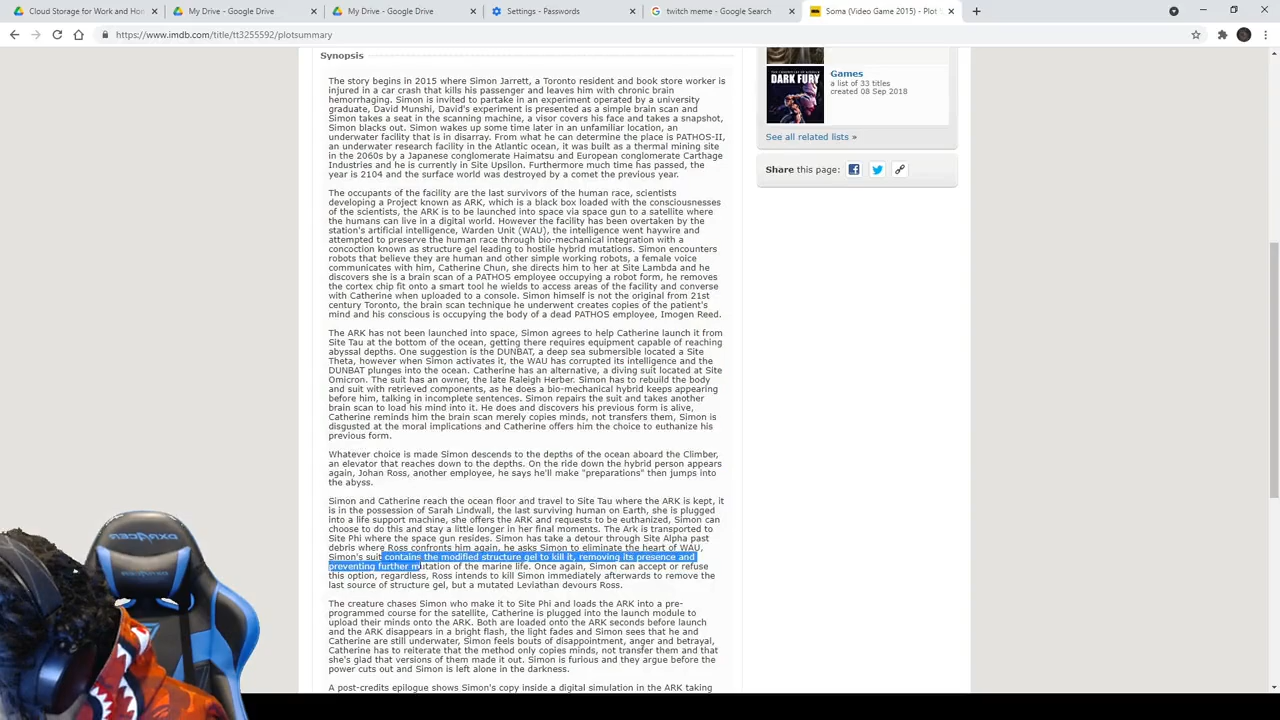 Cloud Storage for Work and Hom
My Drive - Google Drive
My Drive - Google Drive
Settings - Passwords
twitch meme - Google Search
Soma (Video Game 2015) - Plot S
https://www.imdb.com/title/tt3255592/plotsummary
Synopsis
The story begins in 2015 where Simon Jarrett, a Toronto resident and book store worker is
injured in a car crash that kills his passenger and leaves him with chronic brain
hemorrhaging. Simon is invited to partake in an experiment operated by a university
graduate, David Munshi, David's experiment is presented as a simple brain scan and
Simon takes a seat in the scanning machine, a visor covers his face and takes a snapshot,
Simon blacks out. Simon wakes up some time later in an unfamiliar location, an
underwater facility that is in disarray. From what he can determine the place is PATHOS-II,
an underwater research facility in the Atlantic ocean, it was built as a thermal mining site
in the 2060s by a Japanese conglomerate Haimatsu and European conglomerate Carthage
Industries and he is currently in Site Upsilon. Furthermore much time has passed, the
year is 2104 and the surface world was destroyed by a comet the previous year.
The occupants of the facility are the last survivors of the human race, scientists
developing a Project known as ARK, which is a black box loaded with the consciousnesses
of the scientists, the ARK is to be launched into space via space gun to a satellite where
the humans can live in a digital world. However the facility has been overtaken by the
station's artificial intelligence, Warden Unit (WAU), the intelligence went haywire and
attempted to preserve the human race through bio-mechanical integration with a
concoction known as structure gel leading to hostile hybrid mutations. Simon encounters
robots that believe they are human and other simple working robots, a female voice
communicates with him, Catherine Chun, she directs him to her at Site Lambda and he
discovers she is a brain scan of a PATHOS employee occupying a robot form, he removes
the cortex chip fit onto a smart tool he wields to access areas of the facility and converse
with Catherine when uploaded to a console. Simon himself is not the original from 21st
century Toronto, the brain scan technique he underwent creates copies of the patient's
mind and his conscious is occupying the body of a dead PATHOS employee, Imogen Reed.
The ARK has not been launched into space, Simon agrees to help Catherine launch it from
Site Tau at the bottom of the ocean, getting there requires equipment capable of reaching
abyssal depths. One suggestion is the DUNBAT, a deep sea submersible located a Site
Theta, however when Simon activates it, the WAU has corrupted its intelligence and the
DUNBAT plunges into the ocean. Catherine has an alternative, a diving suit located at Site
Omicron. The suit has an owner, the late Raleigh Herber. Simon has to rebuild the body
and suit with retrieved components, as he does a bio-mechanical hybrid keeps appearing
before him, talking in incomplete sentences. Simon repairs the suit and takes another
brain scan to load his mind into it. He does and discovers his previous form is alive,
Catherine reminds him the brain scan merely copies minds, not transfers them, Simon is
disgusted at the moral implications and Catherine offers him the choice to euthanize his
previous form.
Whatever choice is made Simon descends to the depths of the ocean aboard the Climber,
an elevator that reaches down to the depths. On the ride down the hybrid person appears
again, Johan Ross, another employee, he says he'll make "preparations" then jumps into
the abyss.
Simon and Catherine reach the ocean floor and travel to Site Tau where the ARK is kept, it
is in the possession of Sarah Lindwall, the last surviving human on Earth, she is plugged
into a life support machine, she offers the ARK and requests to be euthanized, Simon can
choose to do this and stay a little longer in her final moments. The Ark is transported to
Site Phi where the space gun resides. Simon has take a detour through Site Alpha past
debris where Ross confronts him again, he asks Simon to eliminate the heart of WAU,
Simon's suit contains the modified structure gel to kill it, removing its presence and
preventing further mutation of the marine life. Once again, Simon can accept or refuse
this option, regardless, Ross intends to kill Simon immediately afterwards to remove the
last source of structure gel, but a mutated Leviathan devours Ross.
The creature chases Simon who make it to Site Phi and loads the ARK into a pre-
programmed course for the satellite, Catherine is plugged into the launch module to
upload their minds onto the ARK. Both are loaded onto the ARK seconds before launch
and the ARK disappears in a bright flash, the light fades and Simon sees that he and
Catherine are still underwater, Simon feels bouts of disappointment, anger and betrayal,
Catherine has to reiterate that the method only copies minds, not transfer them and that
she's glad that versions of them made it out. Simon is furious and they argue before the
power cuts out and Simon is left alone in the darkness.
A post-credits epilogue shows Simon's copy inside a digital simulation in the ARK taking
DARK FURY
Games
a list of 33 titles
created 08 Sep 2018
See all related lists »
Share this page:
DXRACER